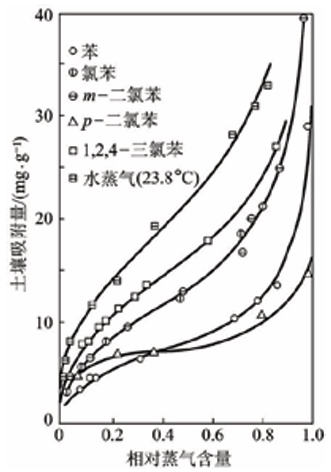 40
苯
氯苯
m-二氯苯
p-二氯苯
1,2,4-三氯苯
水蒸气(23.8°C)
30
20
10
0
土壤吸附量/(mg·g⁻¹)
0 0.2 0.4 0.6 0.8 1.0
相对蒸气含量